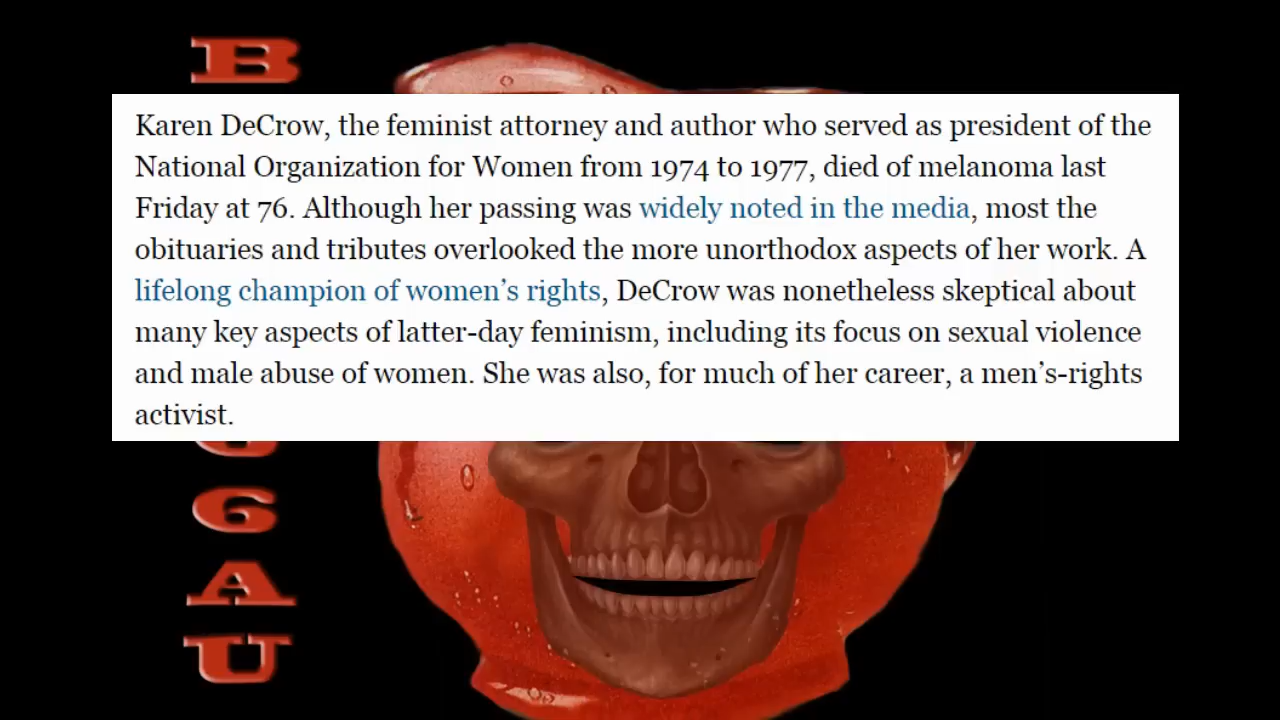 B
Karen DeCrow, the feminist attorney and author who served as president of the
National Organization for Women from 1974 to 1977, died of melanoma last
Friday at 76. Although her passing was widely noted in the media, most the
obituaries and tributes overlooked the more unorthodox aspects of her work. A
lifelong champion of women’s rights, DeCrow was nonetheless skeptical about
many key aspects of latter-day feminism, including its focus on sexual violence
and male abuse of women. She was also, for much of her career, a men’s-rights
activist.
6
A
U